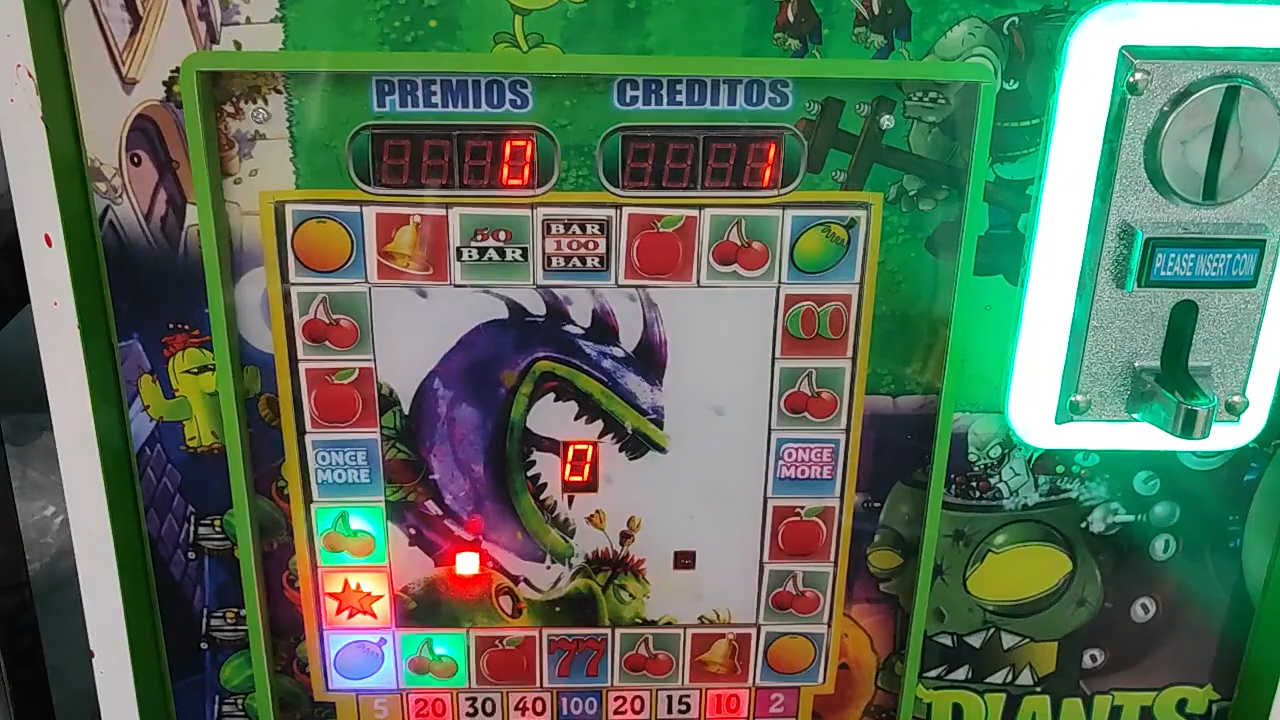 PREMIOS CREDITOS
0 1
50
BAR
BAR
100
BAR
PLEASE INSERT COIN
ONCE
MORE
0
ONCE
MORE
77
5 20 30 40 100 20 15 10 2
PLANTS